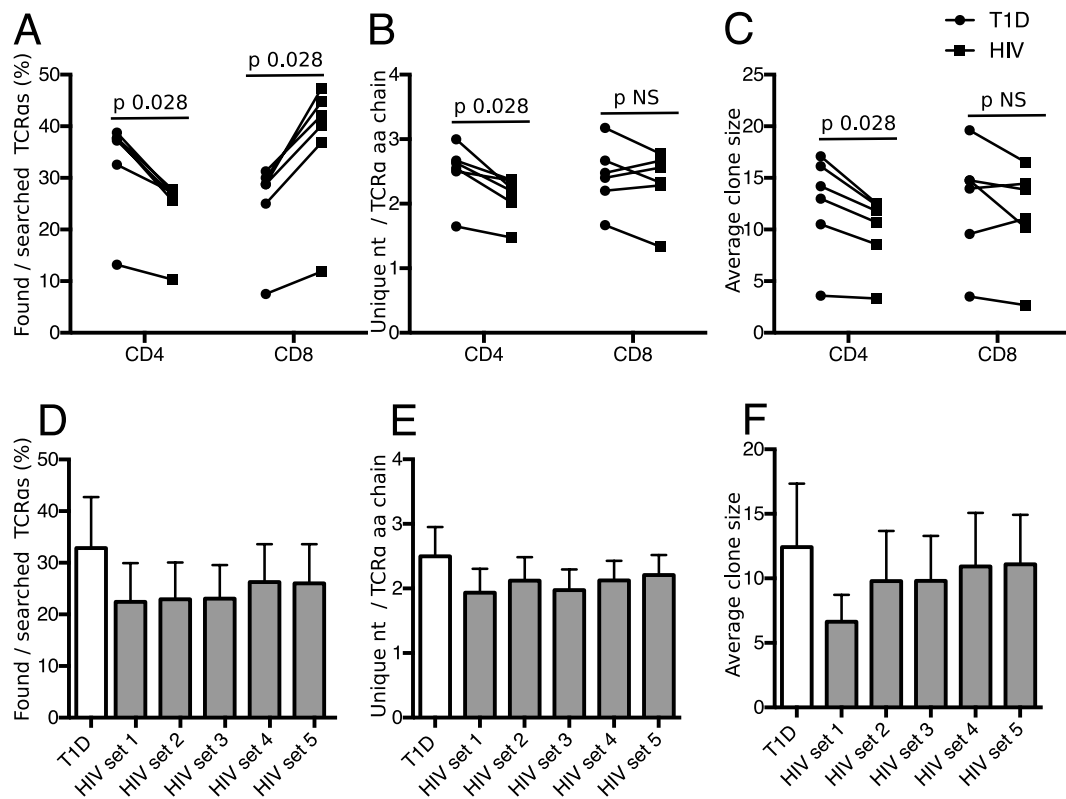 A
Found / searched TCRαs (%)
50
40
30
20
10
0
p 0.028
p 0.028
CD4
CD8
B
Unique nt / TCRα aa chain
4
3
2
1
0
p 0.028
p NS
CD4
CD8
C
T1D
HIV
Average clone size
25
20
15
10
5
0
p 0.028
p NS
CD4
CD8
D
Found / searched TCRαs (%)
50
40
30
20
10
0
T1D
HIV set 1
HIV set 2
HIV set 3
HIV set 4
HIV set 5
E
Unique nt / TCRα aa chain
4
3
2
1
0
T1D
HIV set 1
HIV set 2
HIV set 3
HIV set 4
HIV set 5
F
Average clone size
20
15
10
5
0
T1D
HIV set 1
HIV set 2
HIV set 3
HIV set 4
HIV set 5